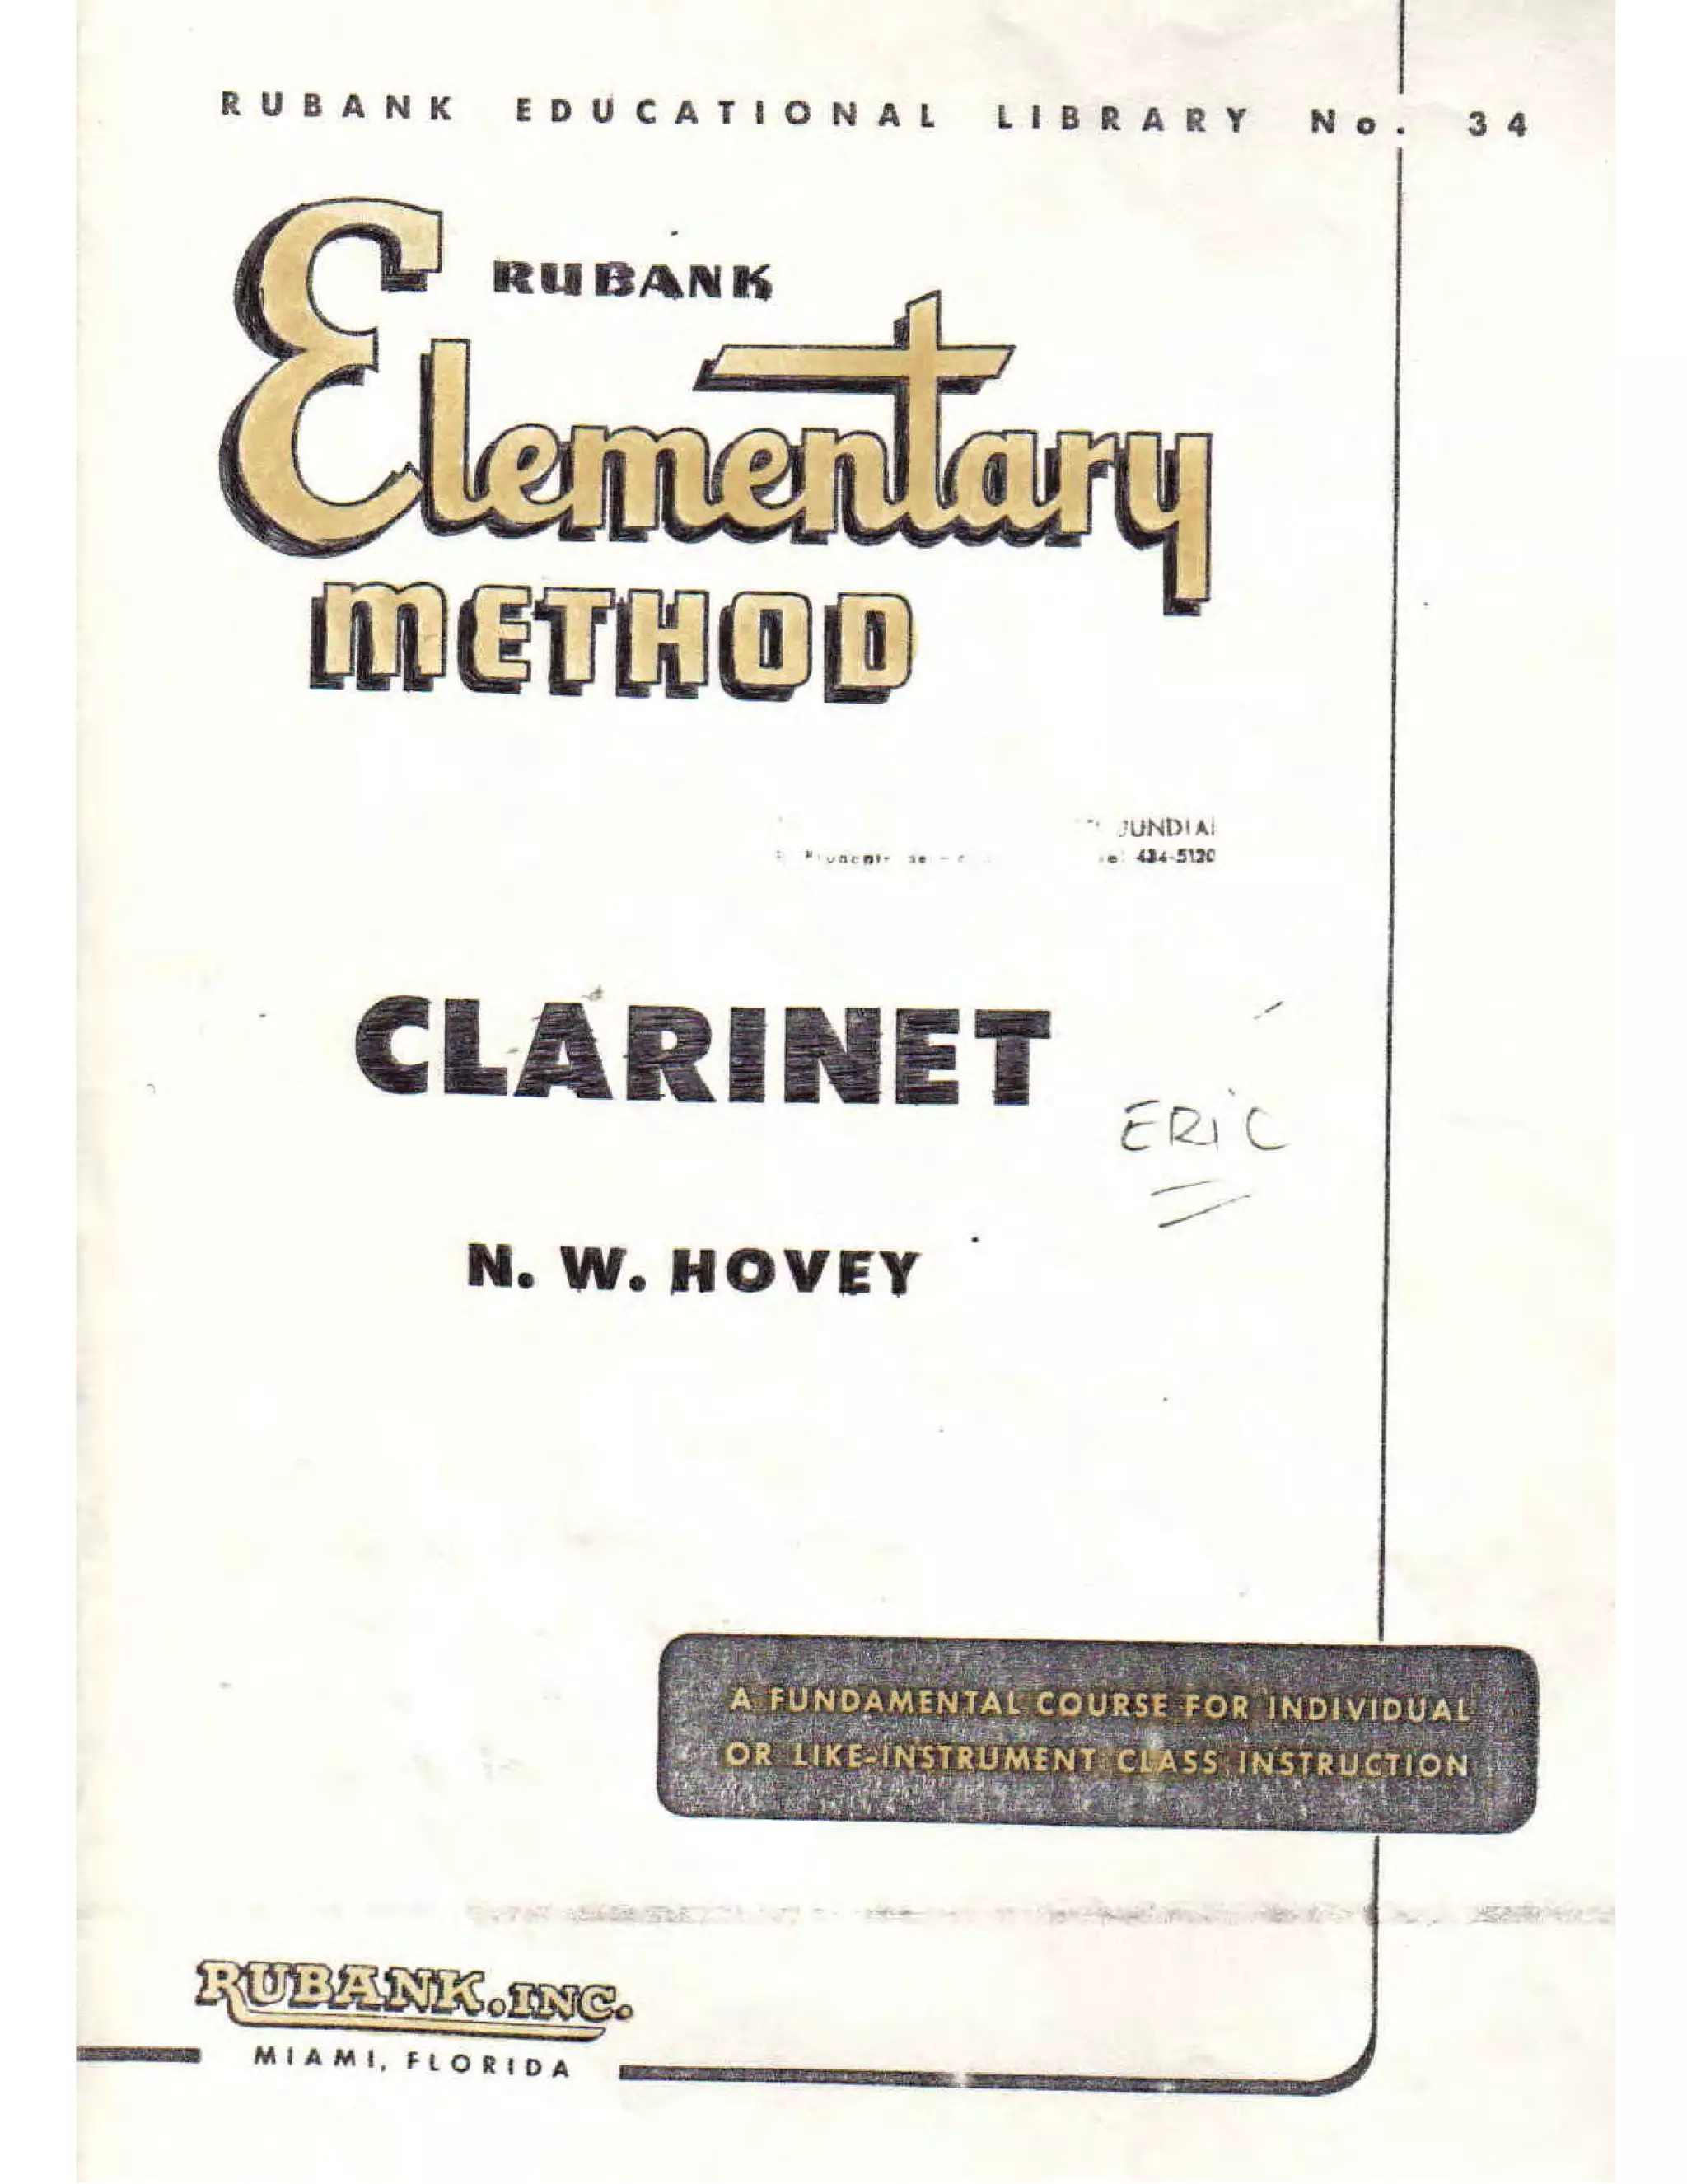 RUBANK EDUCATIONAL LIBRARY No. 34
RUBANK
Elementary
METHOD
JUNDIAI
434-5120
CLARINET
ERIC
N. W. HOVEY
A FUNDAMENTAL COURSE FOR INDIVIDUAL
OR LIKE-INSTRUMENT CLASS INSTRUCTION
RUBANK, INC.
MIAMI, FLORIDA